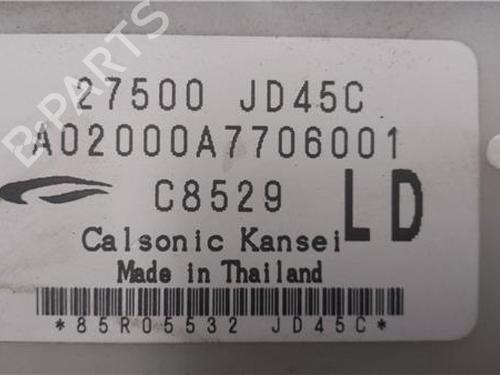 B-PARTS
27500 JD45C
A02000A7706001
C8529
LD
Calsonic Kansei
Made in Thailand
*85R05532 JD45C*